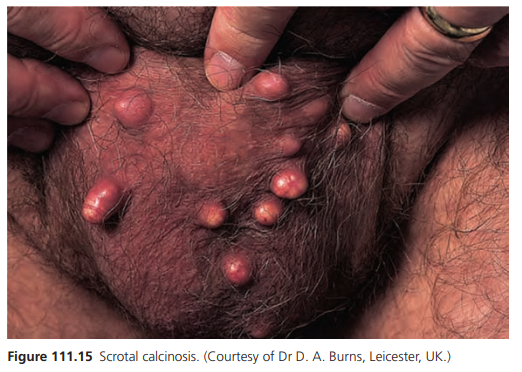 Figure 111.15 Scrotal calcinosis. (Courtesy of Dr D. A. Burns, Leicester, UK.)